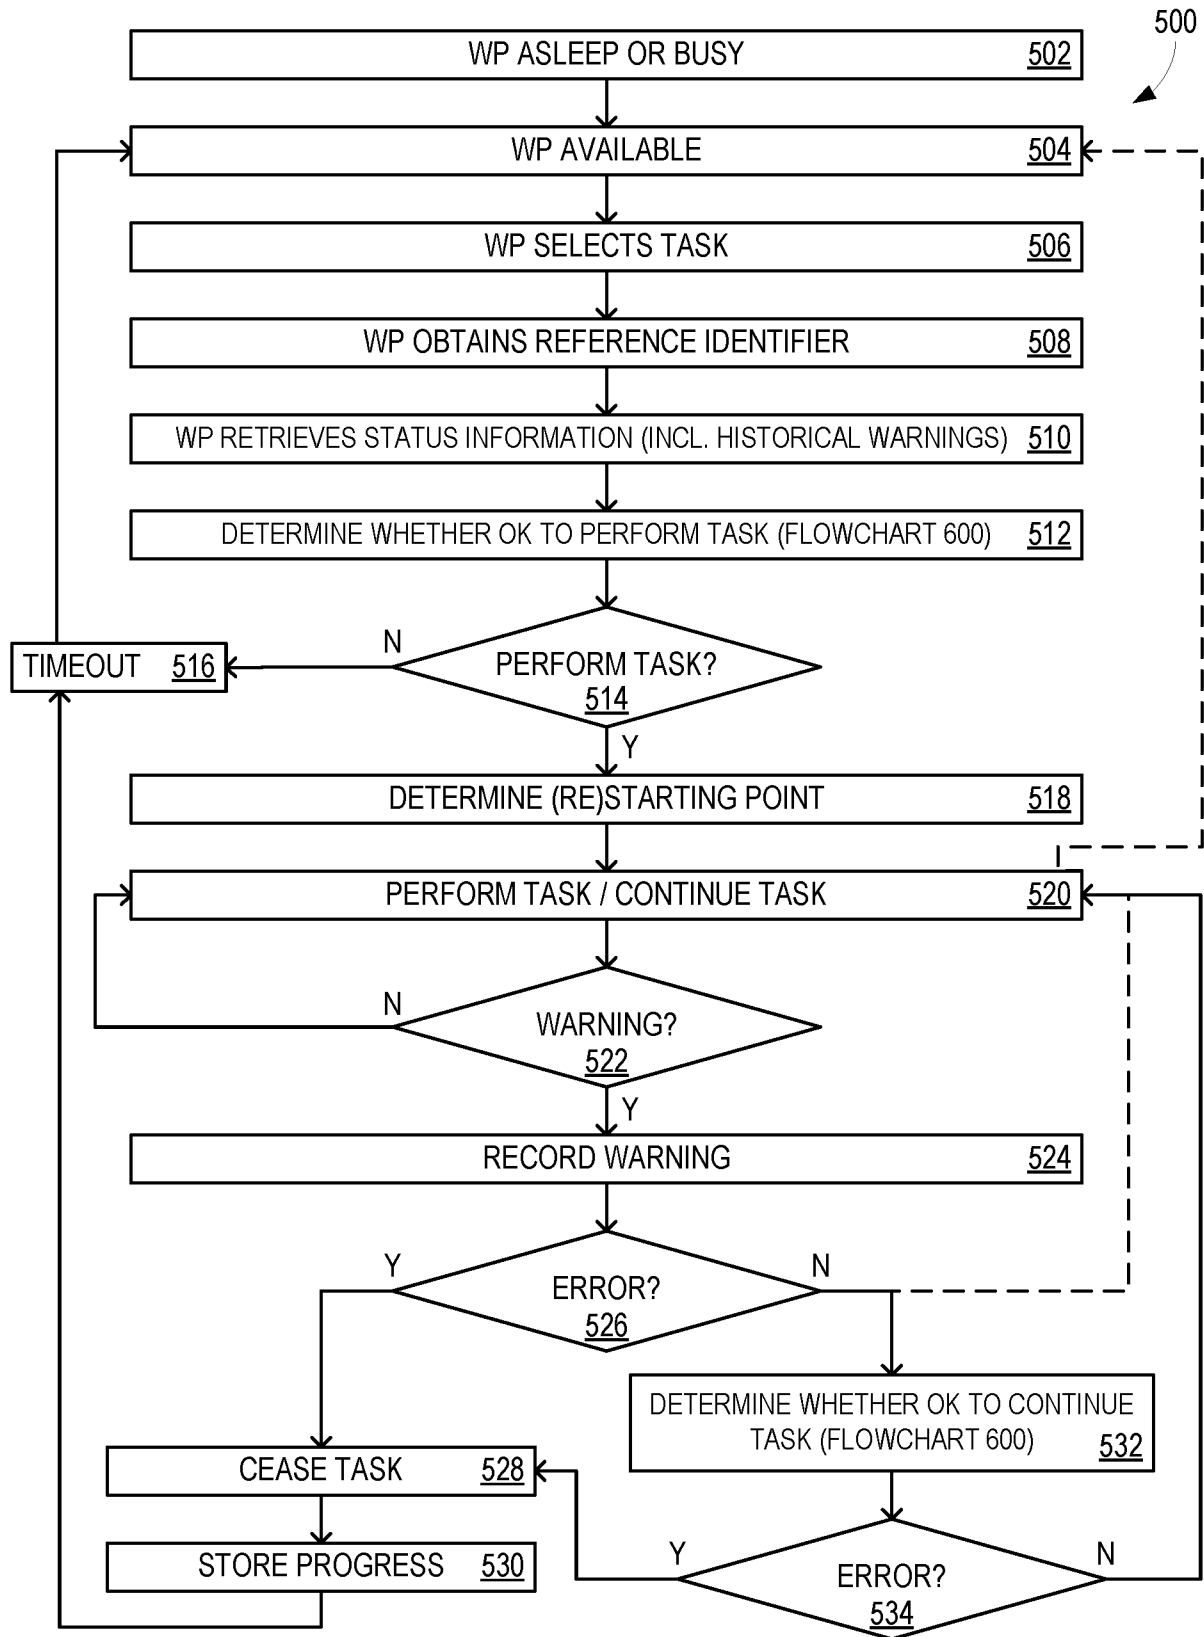 500
WP ASLEEP OR BUSY 502
WP AVAILABLE 504
WP SELECTS TASK 506
WP OBTAINS REFERENCE IDENTIFIER 508
WP RETRIEVES STATUS INFORMATION (INCL. HISTORICAL WARNINGS) 510
DETERMINE WHETHER OK TO PERFORM TASK (FLOWCHART 600) 512
N
TIMEOUT 516
PERFORM TASK?
514
Y
DETERMINE (RE)STARTING POINT 518
PERFORM TASK / CONTINUE TASK 520
N
WARNING?
522
Y
RECORD WARNING 524
Y
N
ERROR?
526
DETERMINE WHETHER OK TO CONTINUE
TASK (FLOWCHART 600) 532
CEASE TASK 528
STORE PROGRESS 530
Y
N
ERROR?
534